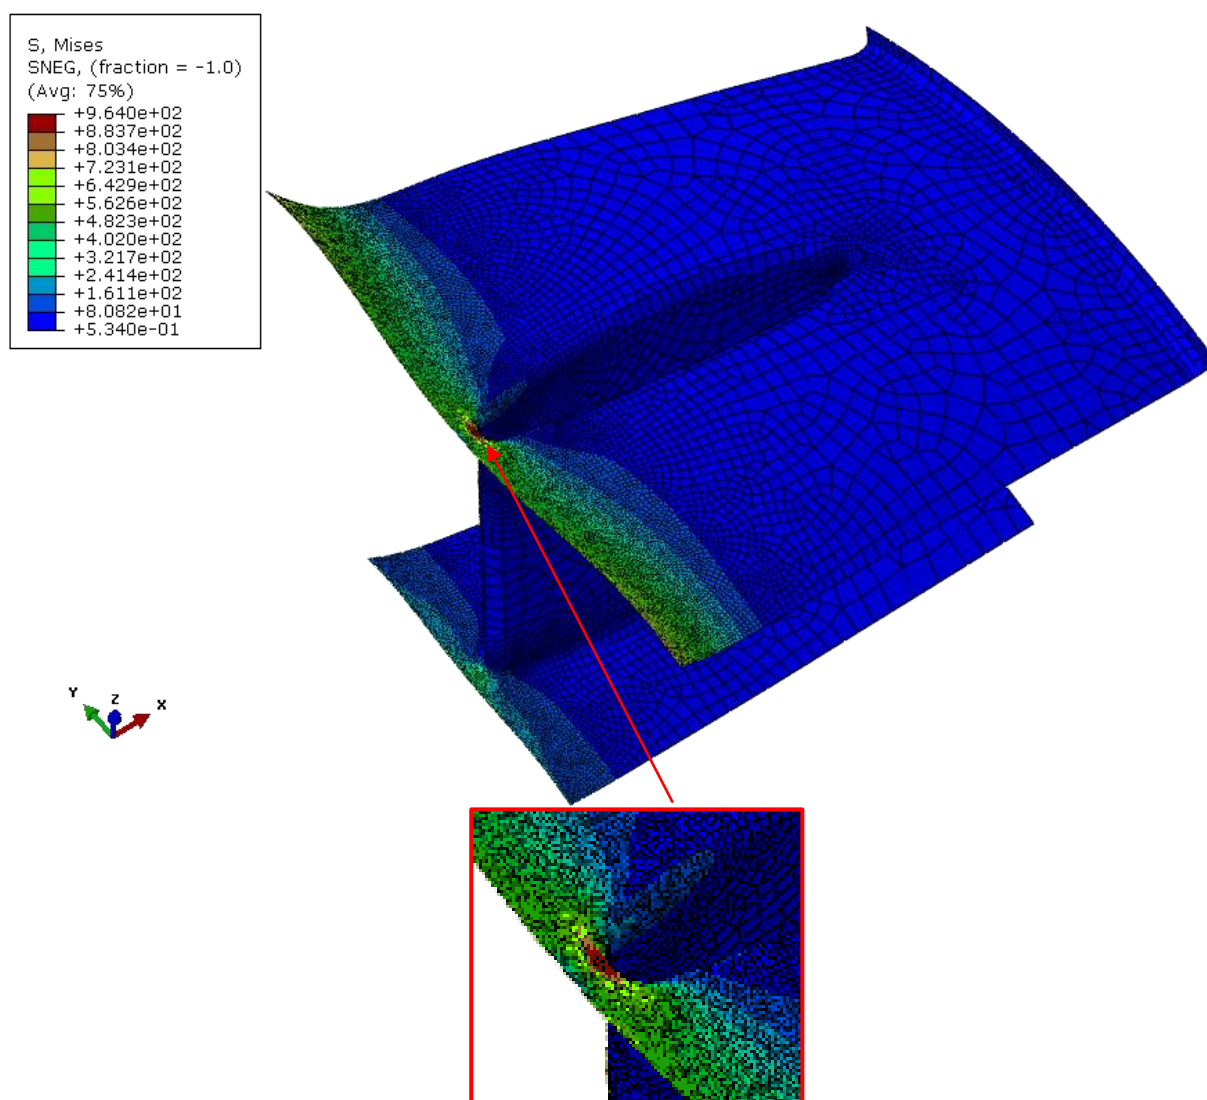 S, Mises
SNEG, (fraction = -1.0)
(Avg: 75%)
+9.640e+02
+8.837e+02
+8.034e+02
+7.231e+02
+6.429e+02
+5.626e+02
+4.823e+02
+4.020e+02
+3.217e+02
+2.414e+02
+1.611e+02
+8.082e+01
+5.340e-01
Y Z X